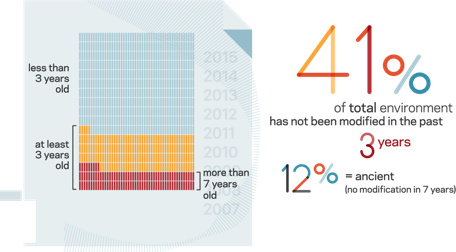 less than
3 years
old
at least
3 years
old
2015
2014
2013
2012
2011
2010
more than
7 years
old
2007
41%
of total environment
has not been modified in the past
3 years
12% = ancient
(no modification in 7 years)